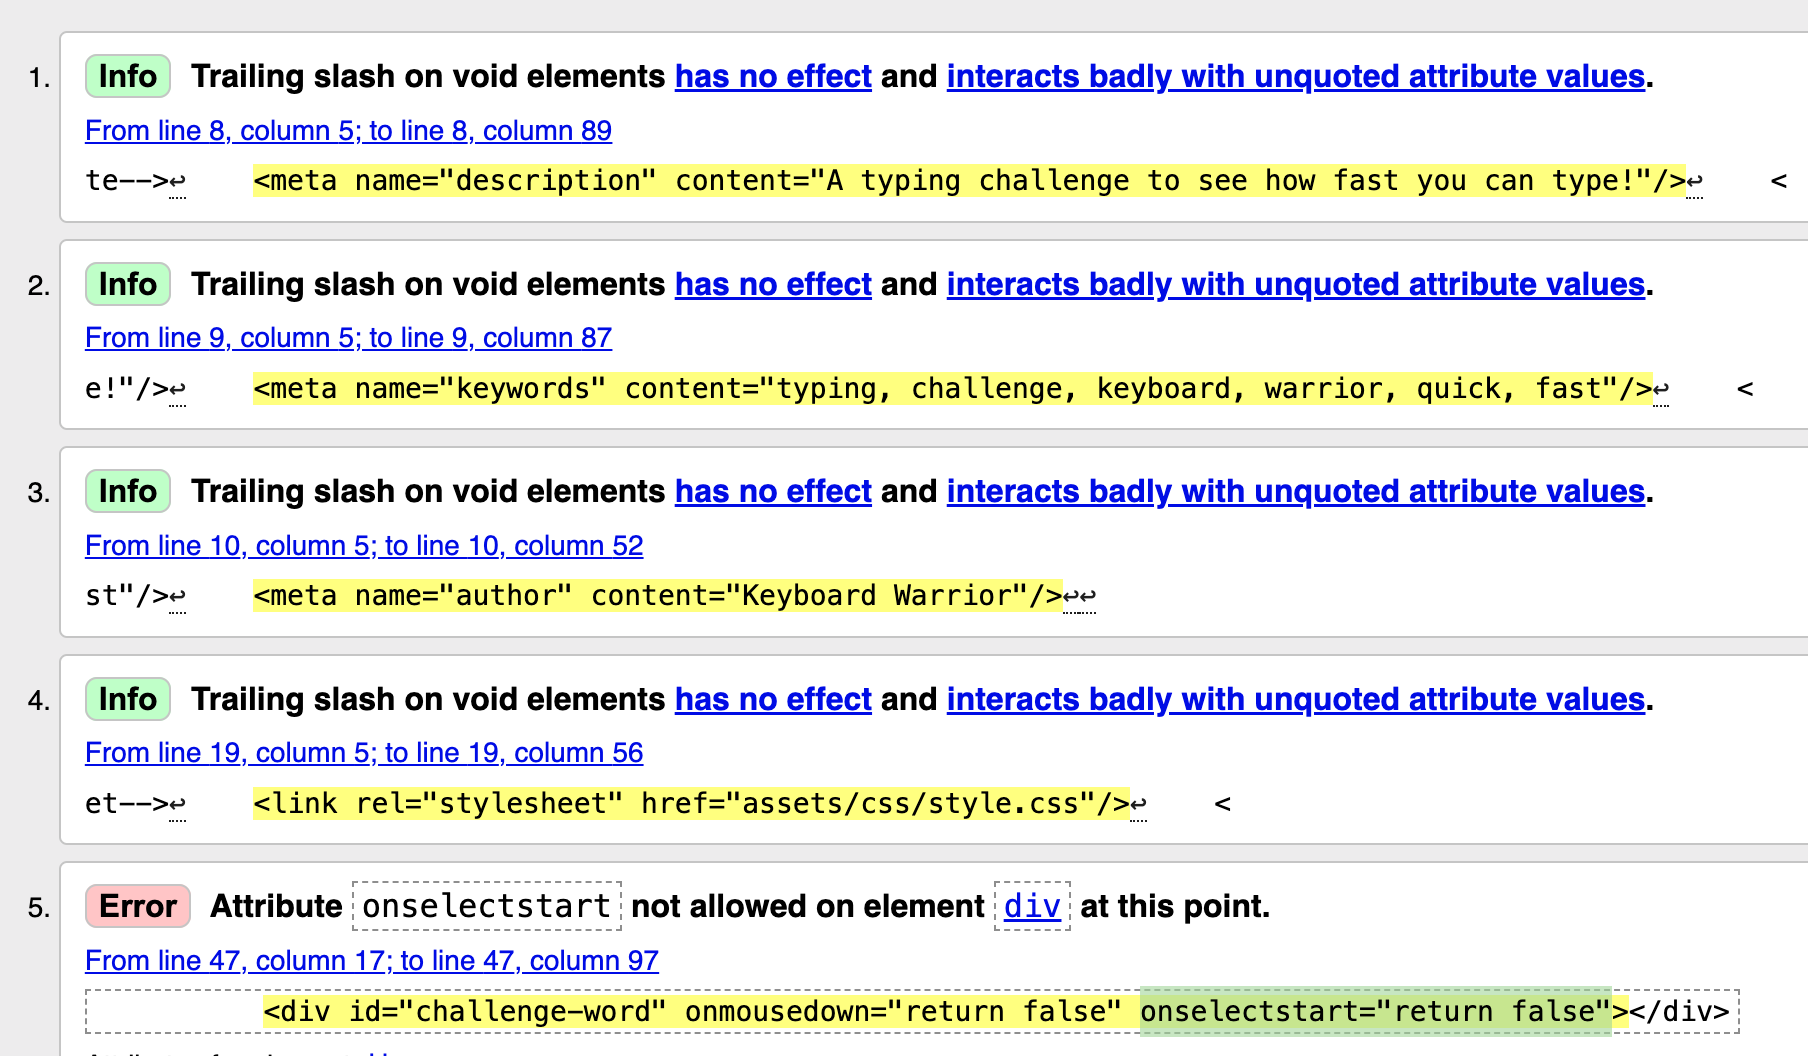 1. Info Trailing slash on void elements has no effect and interacts badly with unquoted attribute values.
From line 8, column 5; to line 8, column 89
te-->↩    <meta name="description" content="A typing challenge to see how fast you can type!"/>↩    <
2. Info Trailing slash on void elements has no effect and interacts badly with unquoted attribute values.
From line 9, column 5; to line 9, column 87
e!"/>↩    <meta name="keywords" content="typing, challenge, keyboard, warrior, quick, fast"/>↩    <
3. Info Trailing slash on void elements has no effect and interacts badly with unquoted attribute values.
From line 10, column 5; to line 10, column 52
st"/>↩    <meta name="author" content="Keyboard Warrior"/>↩↩
4. Info Trailing slash on void elements has no effect and interacts badly with unquoted attribute values.
From line 19, column 5; to line 19, column 56
et-->↩    <link rel="stylesheet" href="assets/css/style.css"/>↩    <
5. Error Attribute onselectstart not allowed on element div at this point.
From line 47, column 17; to line 47, column 97
<div id="challenge-word" onmousedown="return false" onselectstart="return false"></div>